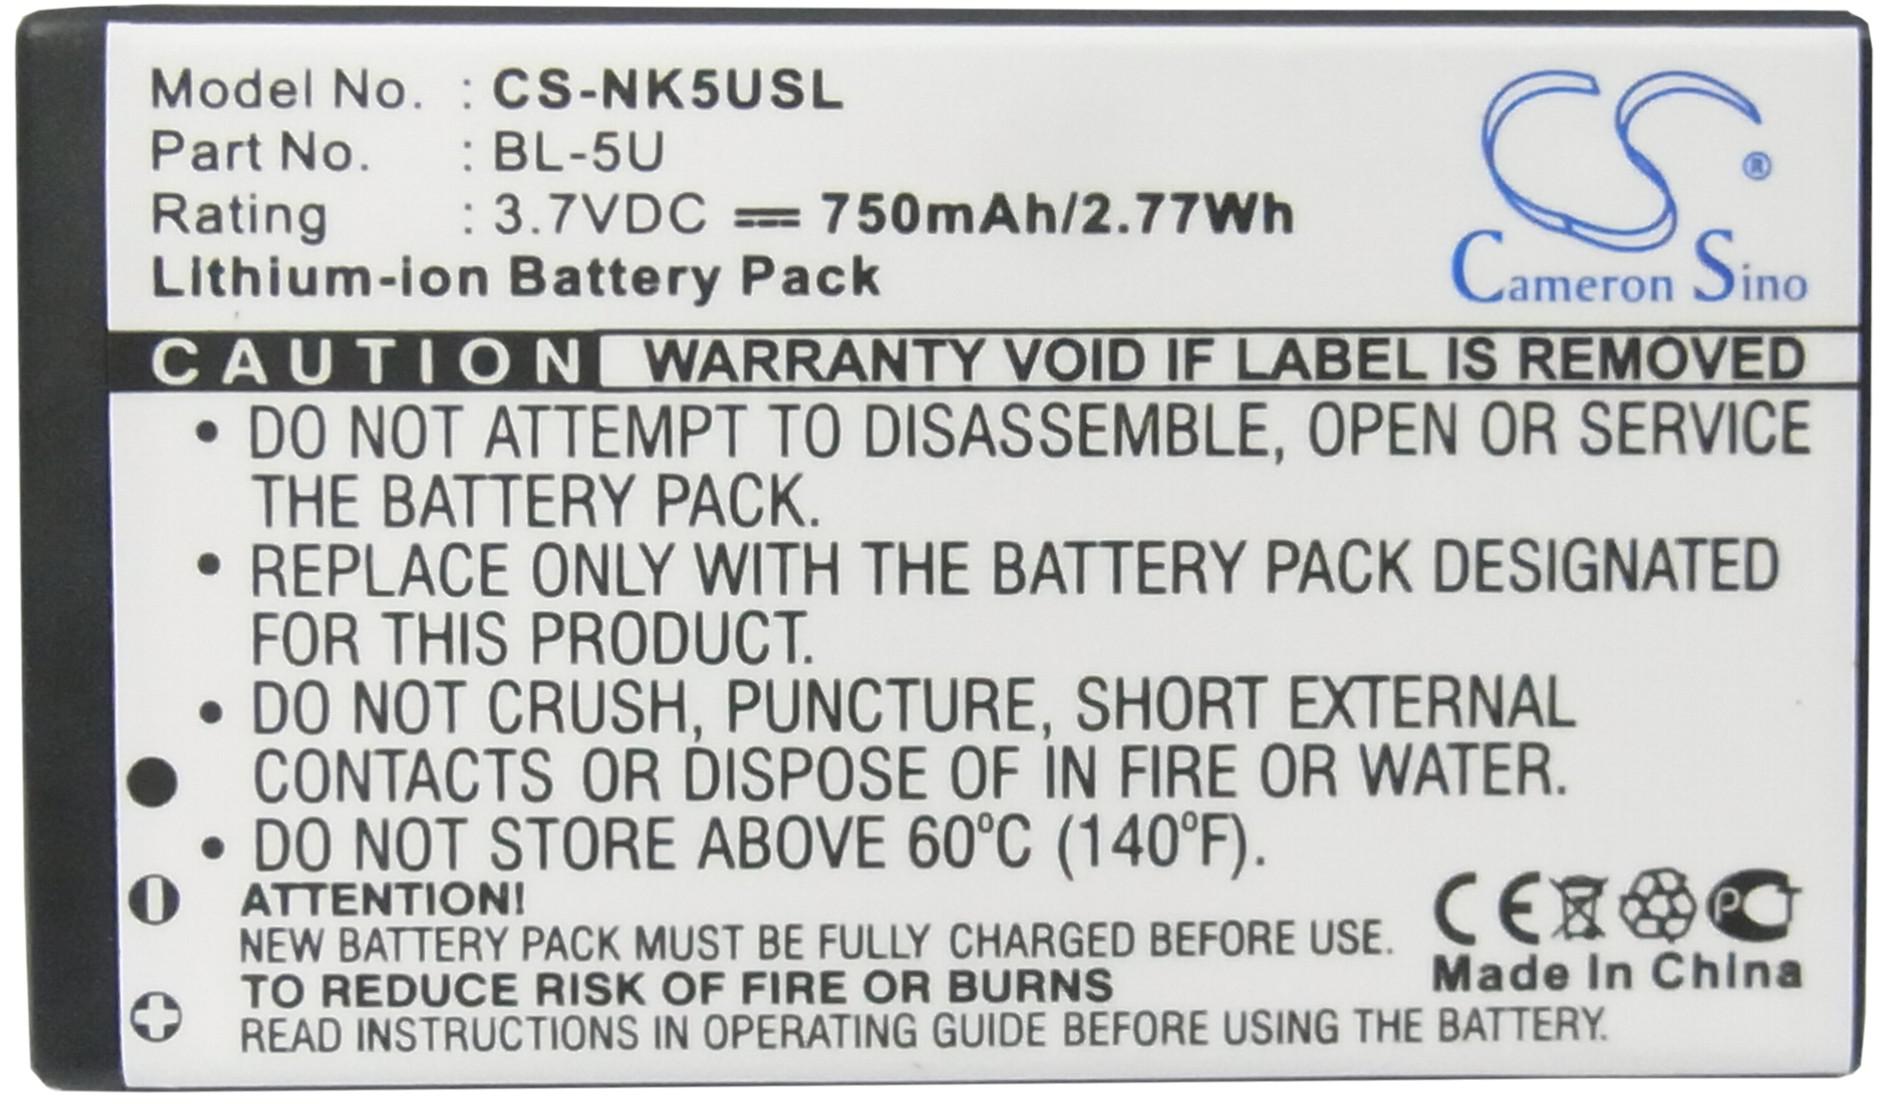 Model No. : CS-NK5USL
Part No. : BL-5U
Rating : 3.7VDC ⎓ 750mAh/2.77Wh
Lithium-ion Battery Pack
CS ®
Cameron Sino
CAUTION WARRANTY VOID IF LABEL IS REMOVED
• DO NOT ATTEMPT TO DISASSEMBLE, OPEN OR SERVICE
THE BATTERY PACK.
• REPLACE ONLY WITH THE BATTERY PACK DESIGNATED
FOR THIS PRODUCT.
• DO NOT CRUSH, PUNCTURE, SHORT EXTERNAL
CONTACTS OR DISPOSE OF IN FIRE OR WATER.
• DO NOT STORE ABOVE 60°C (140°F).
ATTENTION!
NEW BATTERY PACK MUST BE FULLY CHARGED BEFORE USE.
TO REDUCE RISK OF FIRE OR BURNS
READ INSTRUCTIONS IN OPERATING GUIDE BEFORE USING THE BATTERY.
CE PCT
Made In China